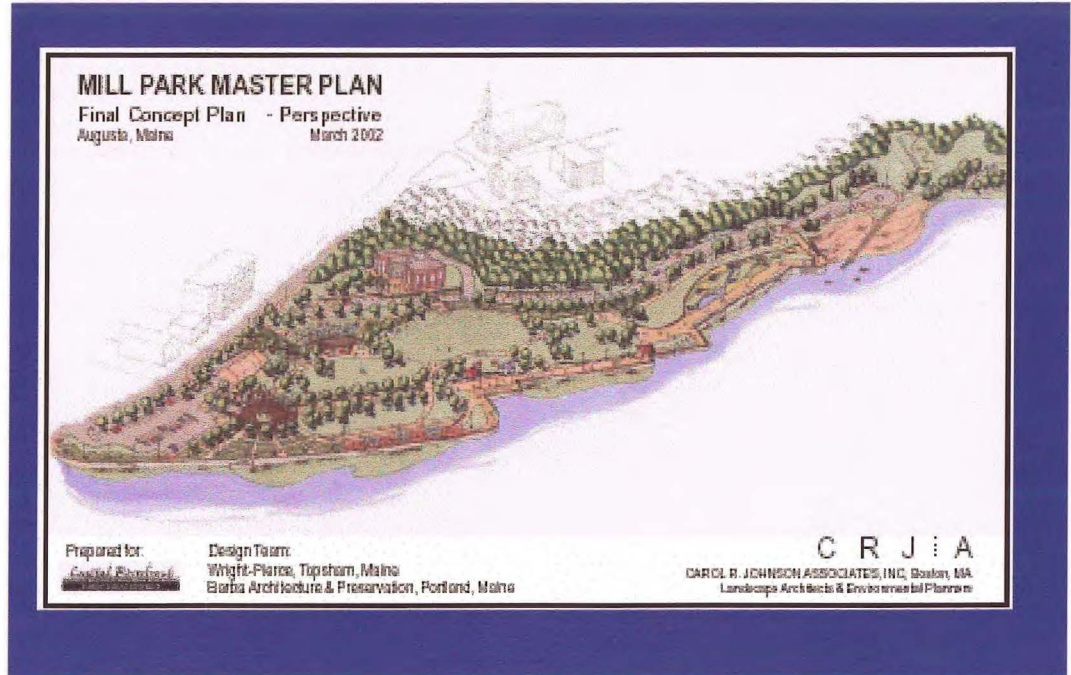 MILL PARK MASTER PLAN
Final Concept Plan - Perspective
Augusta, Maine March 2002
Prepared for:
Design Team:
Wright-Pierce, Topsham, Maine
Barba Architecture & Preservation, Portland, Maine
C R J A
CAROL R. JOHNSON ASSOCIATES, INC, Boston, MA
Landscape Architects & Environmental Planners